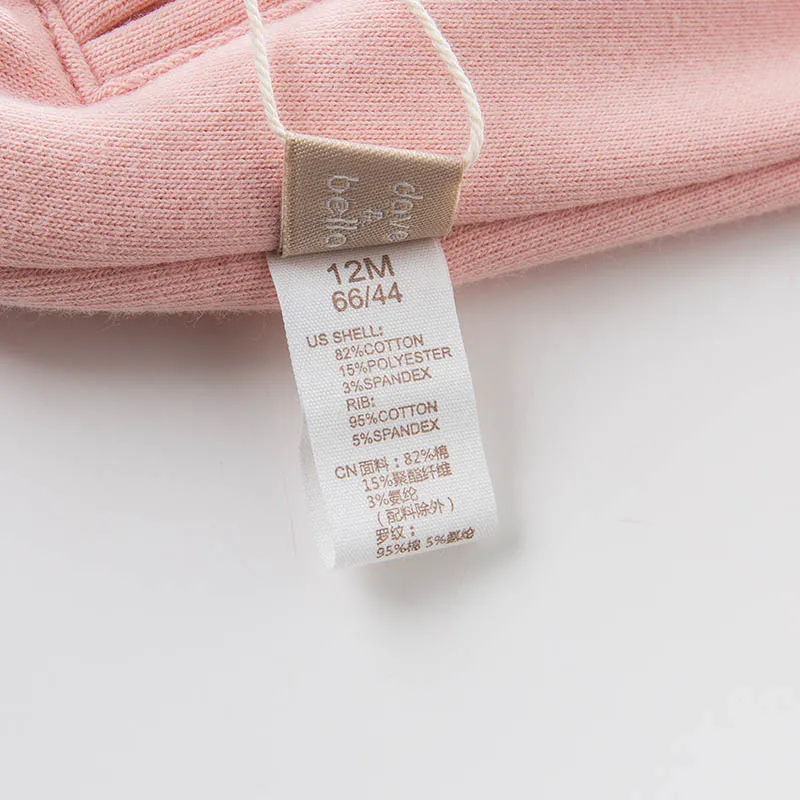 dave
&
bella
12M
66/44
US SHELL:
82%COTTON
15%POLYESTER
3%SPANDEX
RIB:
95%COTTON
5%SPANDEX
CN面料：82%棉
15%聚酯纤维
3%氨纶
（配料除外）
罗纹：
95%棉 5%氨纶